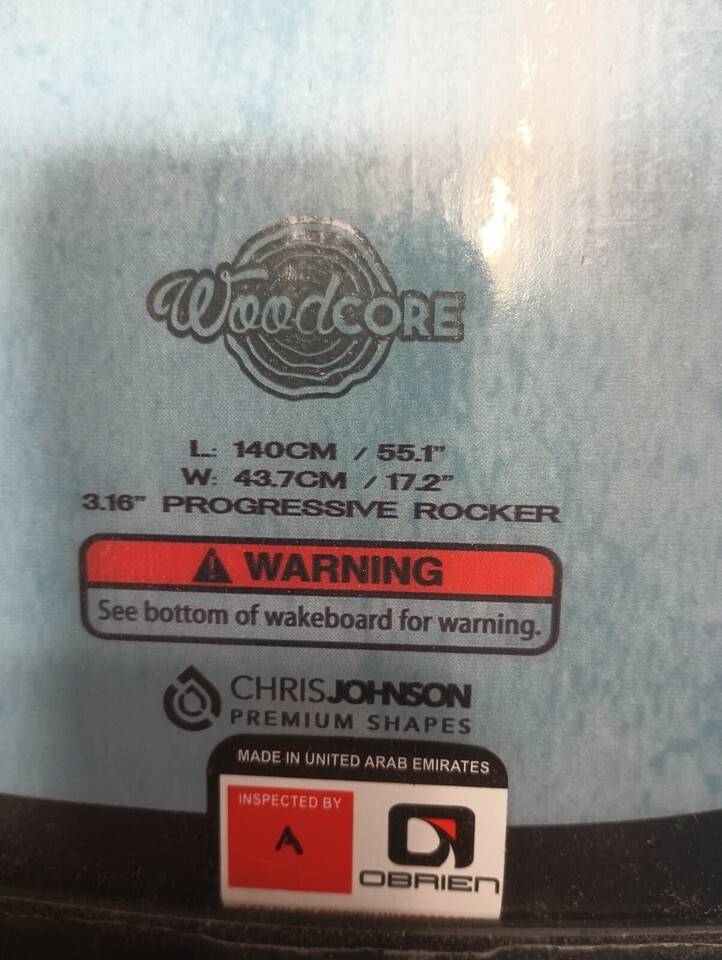 WoodCORE
L: 140CM / 55.1"
W: 43.7CM / 17.2"
3.16" PROGRESSIVE ROCKER
WARNING
See bottom of wakeboard for warning.
CHRISJOHNSON
PREMIUM SHAPES
MADE IN UNITED ARAB EMIRATES
INSPECTED BY
A
OBRIEN